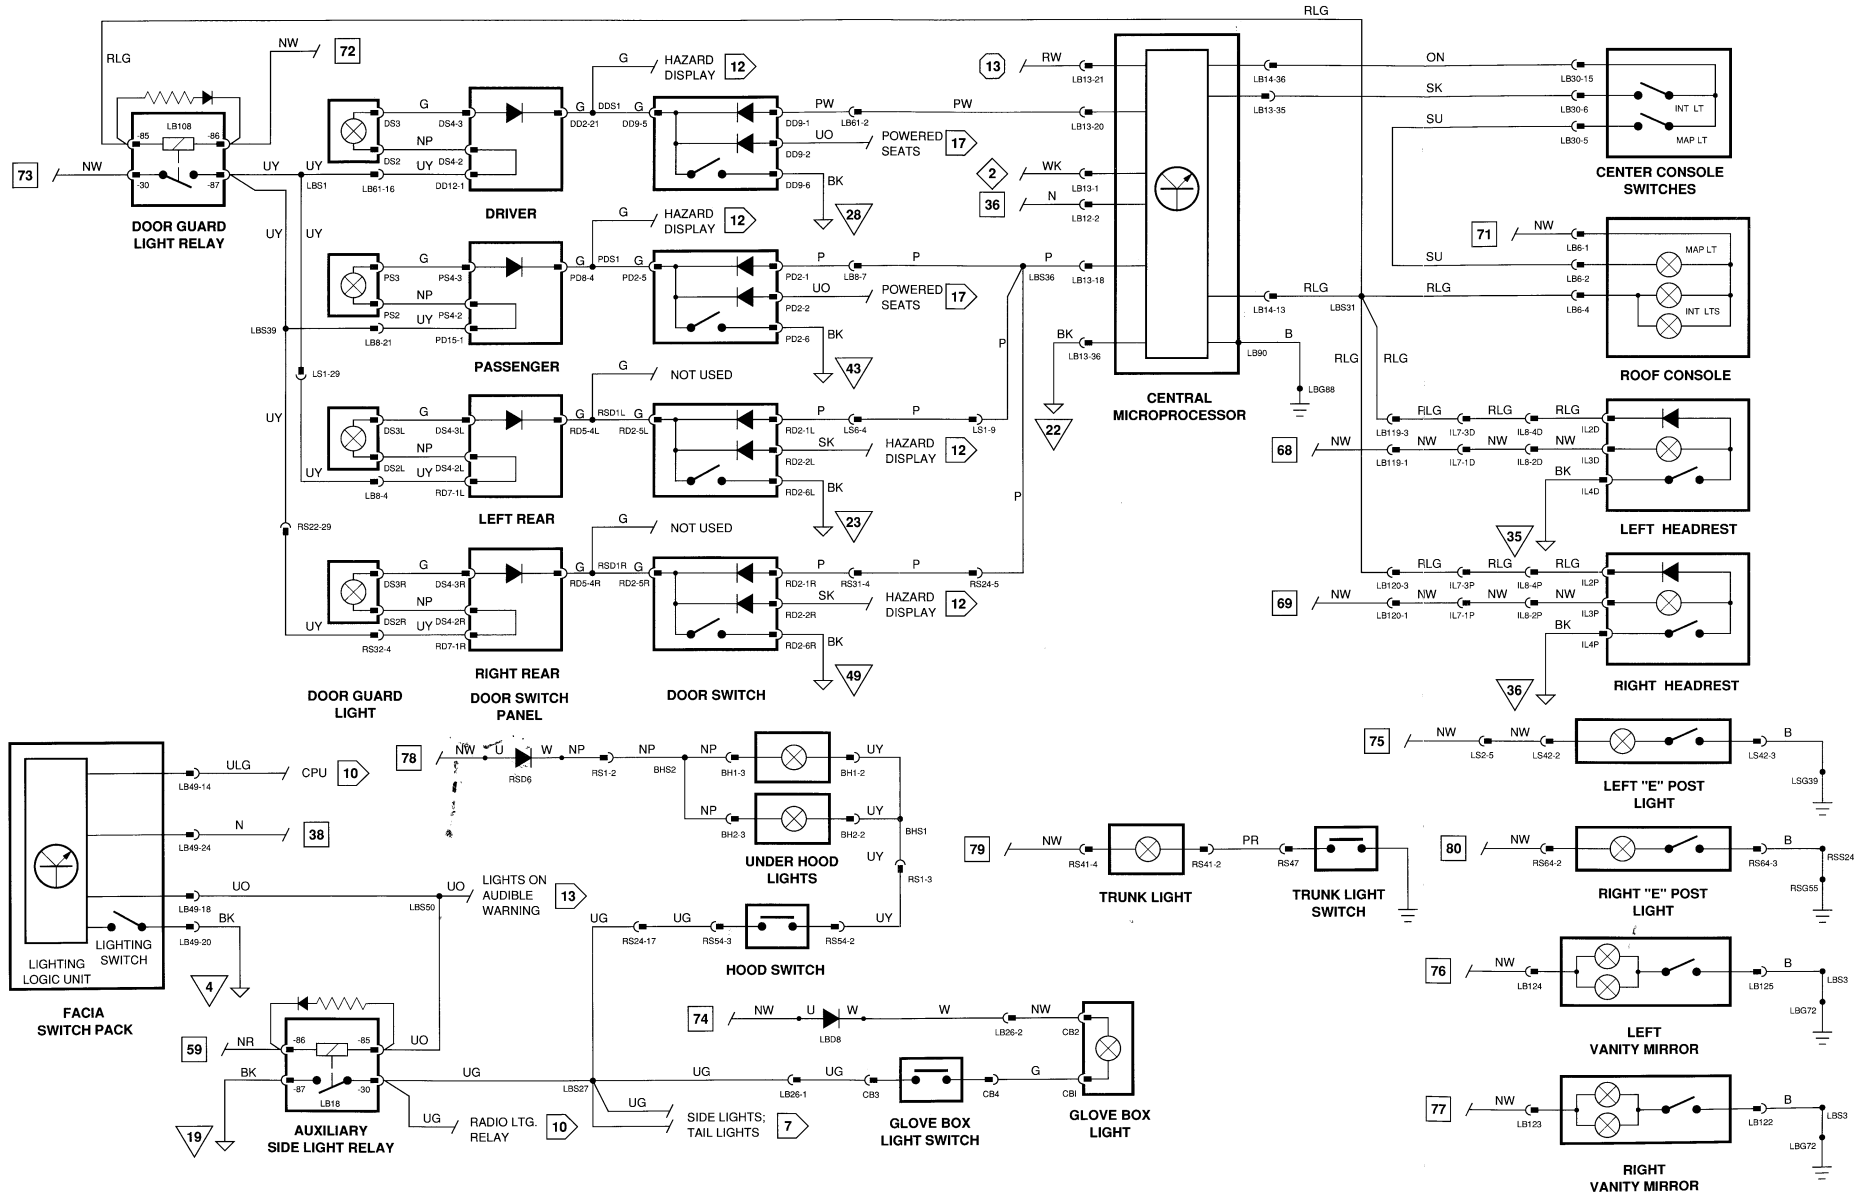 RLG
RLG
NW
72
LB108
-85
-86
73
NW
-30
-87
UY
UY
LBS1
LB61-16
DOOR GUARD
LIGHT RELAY
UY
UY
LBS39
LS1-29
UY
RS22-29
DS3
G
DS4-3
DS2
NP
DS4-2
UY
DD12-1
G
DD2-21
DDS1
G
DD9-5
G
HAZARD
DISPLAY
12
DRIVER
DD9-1
PW
LB61-2
PW
LB13-20
UO
DD9-2
POWERED
SEATS
17
DD9-6
BK
28
PS3
G
PS4-3
PS2
NP
PS4-2
LB8-21
UY
PD15-1
G
PD8-4
PDS1
G
PD2-5
G
HAZARD
DISPLAY
12
PASSENGER
PD2-1
P
LB8-7
P
LBS36
P
LB13-18
UO
PD2-2
POWERED
SEATS
17
PD2-6
BK
43
P
P
DS3L
G
DS4-3L
DS2L
NP
DS4-2L
UY
LB8-4
UY
RD7-1L
G
RD5-4L
RSD1L
G
RD2-5L
G
NOT USED
LEFT REAR
RD2-1L
P
LS6-4
P
LS1-9
SK
RD2-2L
HAZARD
DISPLAY
12
RD2-6L
BK
23
DS3R
G
DS4-3R
DS2R
NP
DS4-2R
UY
RS32-4
UY
RD7-1R
G
RD5-4R
RSD1R
G
RD2-5R
G
NOT USED
RIGHT REAR
RD2-1R
P
RS31-4
P
RS24-5
SK
RD2-2R
HAZARD
DISPLAY
12
RD2-6R
BK
49
DOOR GUARD
LIGHT
DOOR SWITCH
PANEL
DOOR SWITCH
13
RW
LB13-21
2
WK
LB13-1
36
N
LB12-2
BK
LB13-36
22
CENTRAL
MICROPROCESSOR
LB14-36
ON
LB30-15
LB13-35
SK
LB30-6
SU
LB30-5
INT LT
MAP LT
CENTER CONSOLE
SWITCHES
71
NW
LB6-1
MAP LT
SU
LB6-2
LB14-13
RLG
LBS31
RLG
LB6-4
INT LTS
ROOF CONSOLE
B
LB90
LBG88
RLG
RLG
LB119-3
RLG
IL7-3D
RLG
IL8-4D
RLG
IL2D
68
NW
LB119-1
NW
IL7-1D
NW
IL8-2D
NW
IL3D
BK
IL4D
35
LEFT HEADREST
LB120-3
RLG
IL7-3P
RLG
IL8-4P
RLG
IL2P
69
NW
LB120-1
NW
IL7-1P
NW
IL8-2P
NW
IL3P
BK
IL4P
36
RIGHT HEADREST
LB49-14
ULG
CPU
10
LB49-24
N
38
LB49-18
UO
LBS50
UO
LIGHTS ON
AUDIBLE
WARNING
13
LB49-20
BK
4
LIGHTING
SWITCH
LIGHTING
LOGIC UNIT
FACIA
SWITCH PACK
78
NW
U
RSD6
W
NP
RS1-2
NP
BHS2
NP
BH1-3
BH1-2
UY
NP
BH2-3
BH2-2
UY
BHS1
UNDER HOOD
LIGHTS
UY
RS1-3
UG
RS24-17
UG
RS54-3
RS54-2
UY
HOOD SWITCH
79
NW
RS41-4
RS41-2
PR
RS47
TRUNK LIGHT
TRUNK LIGHT
SWITCH
75
NW
LS2-5
NW
LS42-2
LS42-3
B
LSG39
LEFT "E" POST
LIGHT
80
NW
RS64-2
RS64-3
B
RSS24
RSG55
RIGHT "E" POST
LIGHT
76
NW
LB124
LB125
B
LBS3
LBG72
LEFT
VANITY MIRROR
77
NW
LB123
LB122
B
LBS3
LBG72
RIGHT
VANITY MIRROR
59
NR
-86
-85
UO
BK
-87
-30
LB18
19
AUXILIARY
SIDE LIGHT RELAY
UG
LBS27
UG
RADIO LTG.
RELAY
10
UG
SIDE LIGHTS;
TAIL LIGHTS
7
74
NW
U
LBD8
W
W
LB26-2
NW
CB2
UG
LB26-1
UG
CB3
CB4
G
CBI
GLOVE BOX
LIGHT SWITCH
GLOVE BOX
LIGHT